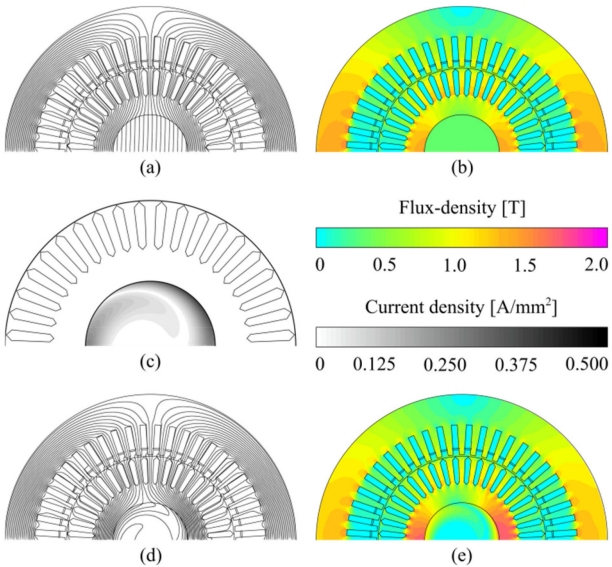 (a)
(b)
Flux-density [T]
0 0.5 1.0 1.5 2.0
Current density [A/mm²]
0 0.125 0.250 0.375 0.500
(c)
(d)
(e)